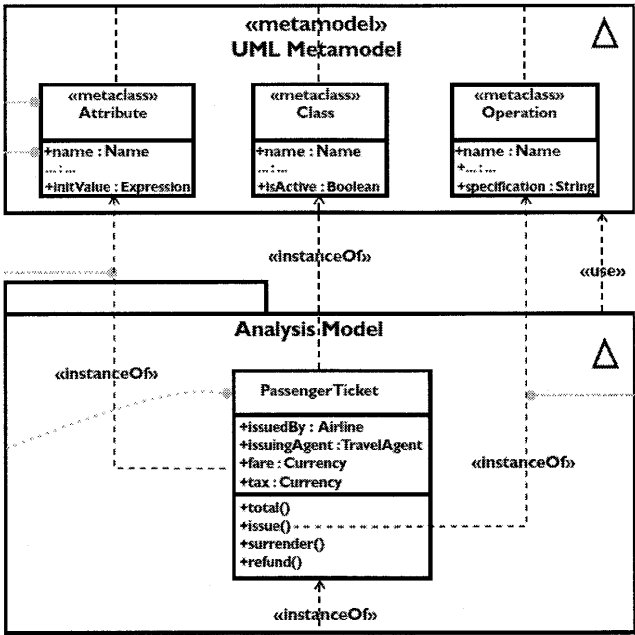 «metamodel»
UML Metamodel
«metaclass»
Attribute
+name : Name
... : ...
+initValue : Expression
«metaclass»
Class
+name : Name
... : ...
+isActive : Boolean
«metaclass»
Operation
+name : Name
+... : ...
+specification : String
«instanceOf»
«use»
Analysis Model
«instanceOf»
PassengerTicket
+issuedBy : Airline
+issuingAgent : TravelAgent
+fare : Currency
+tax : Currency
«instanceOf»
+total()
+issue()
+surrender()
+refund()
«instanceOf»